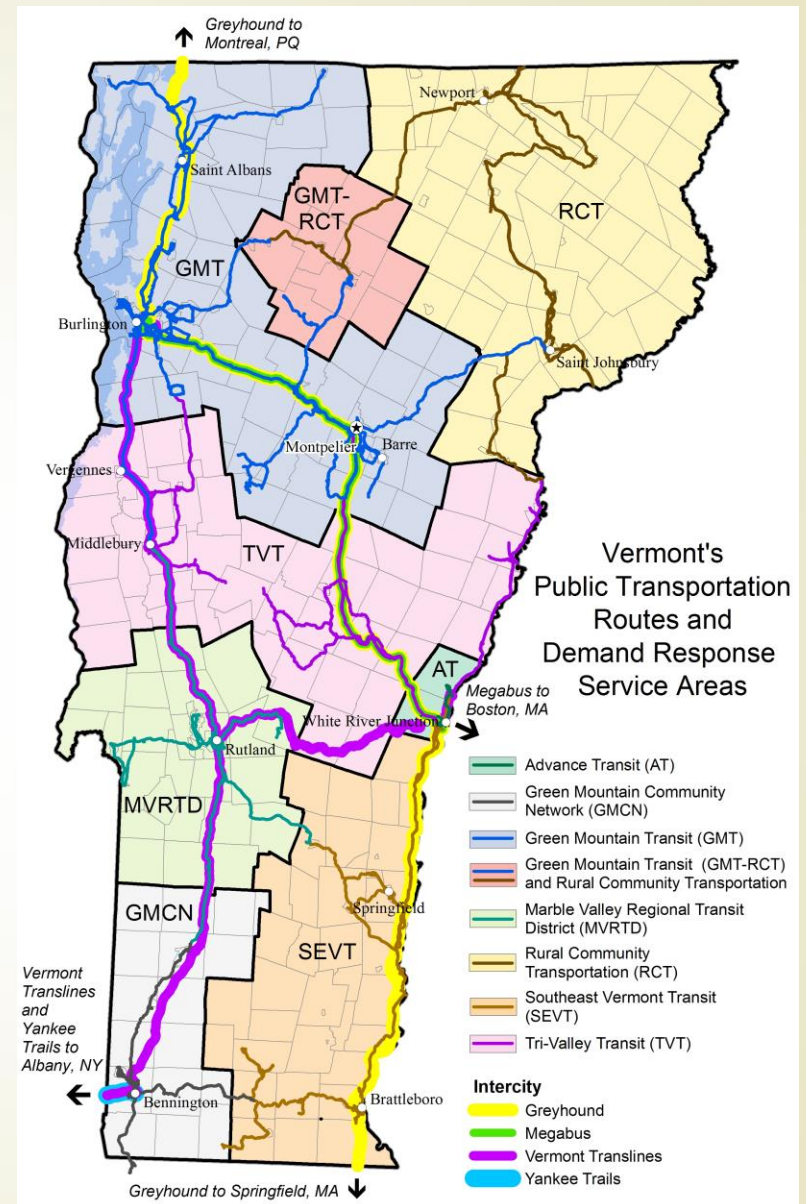 Greyhound to
Montreal, PQ
Newport
Saint Albans
GMT-
RCT
RCT
GMT
Burlington
Saint Johnsbury
Montpelier
Barre
Vergennes
Middlebury
TVT
Vermont's
Public Transportation
Routes and
Demand Response
Service Areas
AT
Megabus to
Boston, MA
White River Junction
Rutland
MVRTD
Advance Transit (AT)
Green Mountain Community
Network (GMCN)
Green Mountain Transit (GMT)
Green Mountain Transit (GMT-RCT)
and Rural Community Transportation
Marble Valley Regional Transit
District (MVRTD)
Rural Community
Transportation (RCT)
Southeast Vermont Transit
(SEVT)
Tri-Valley Transit (TVT)
Springfield
GMCN
SEVT
Vermont
Translines
and
Yankee
Trails to
Albany, NY
Bennington
Brattleboro
Intercity
Greyhound
Megabus
Vermont Translines
Yankee Trails
Greyhound to Springfield, MA